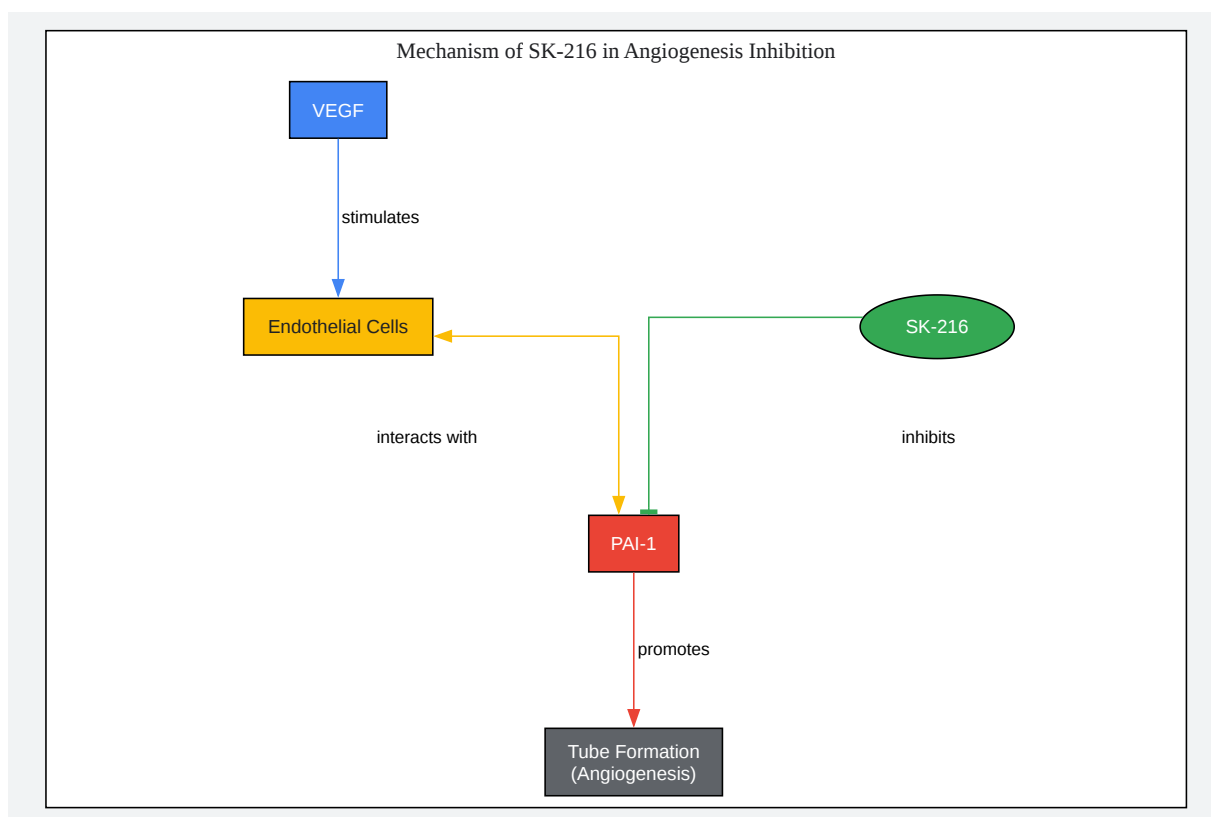 Mechanism of SK-216 in Angiogenesis Inhibition
VEGF
stimulates
Endothelial Cells
SK-216
interacts with
inhibits
PAI-1
promotes
Tube Formation
(Angiogenesis)